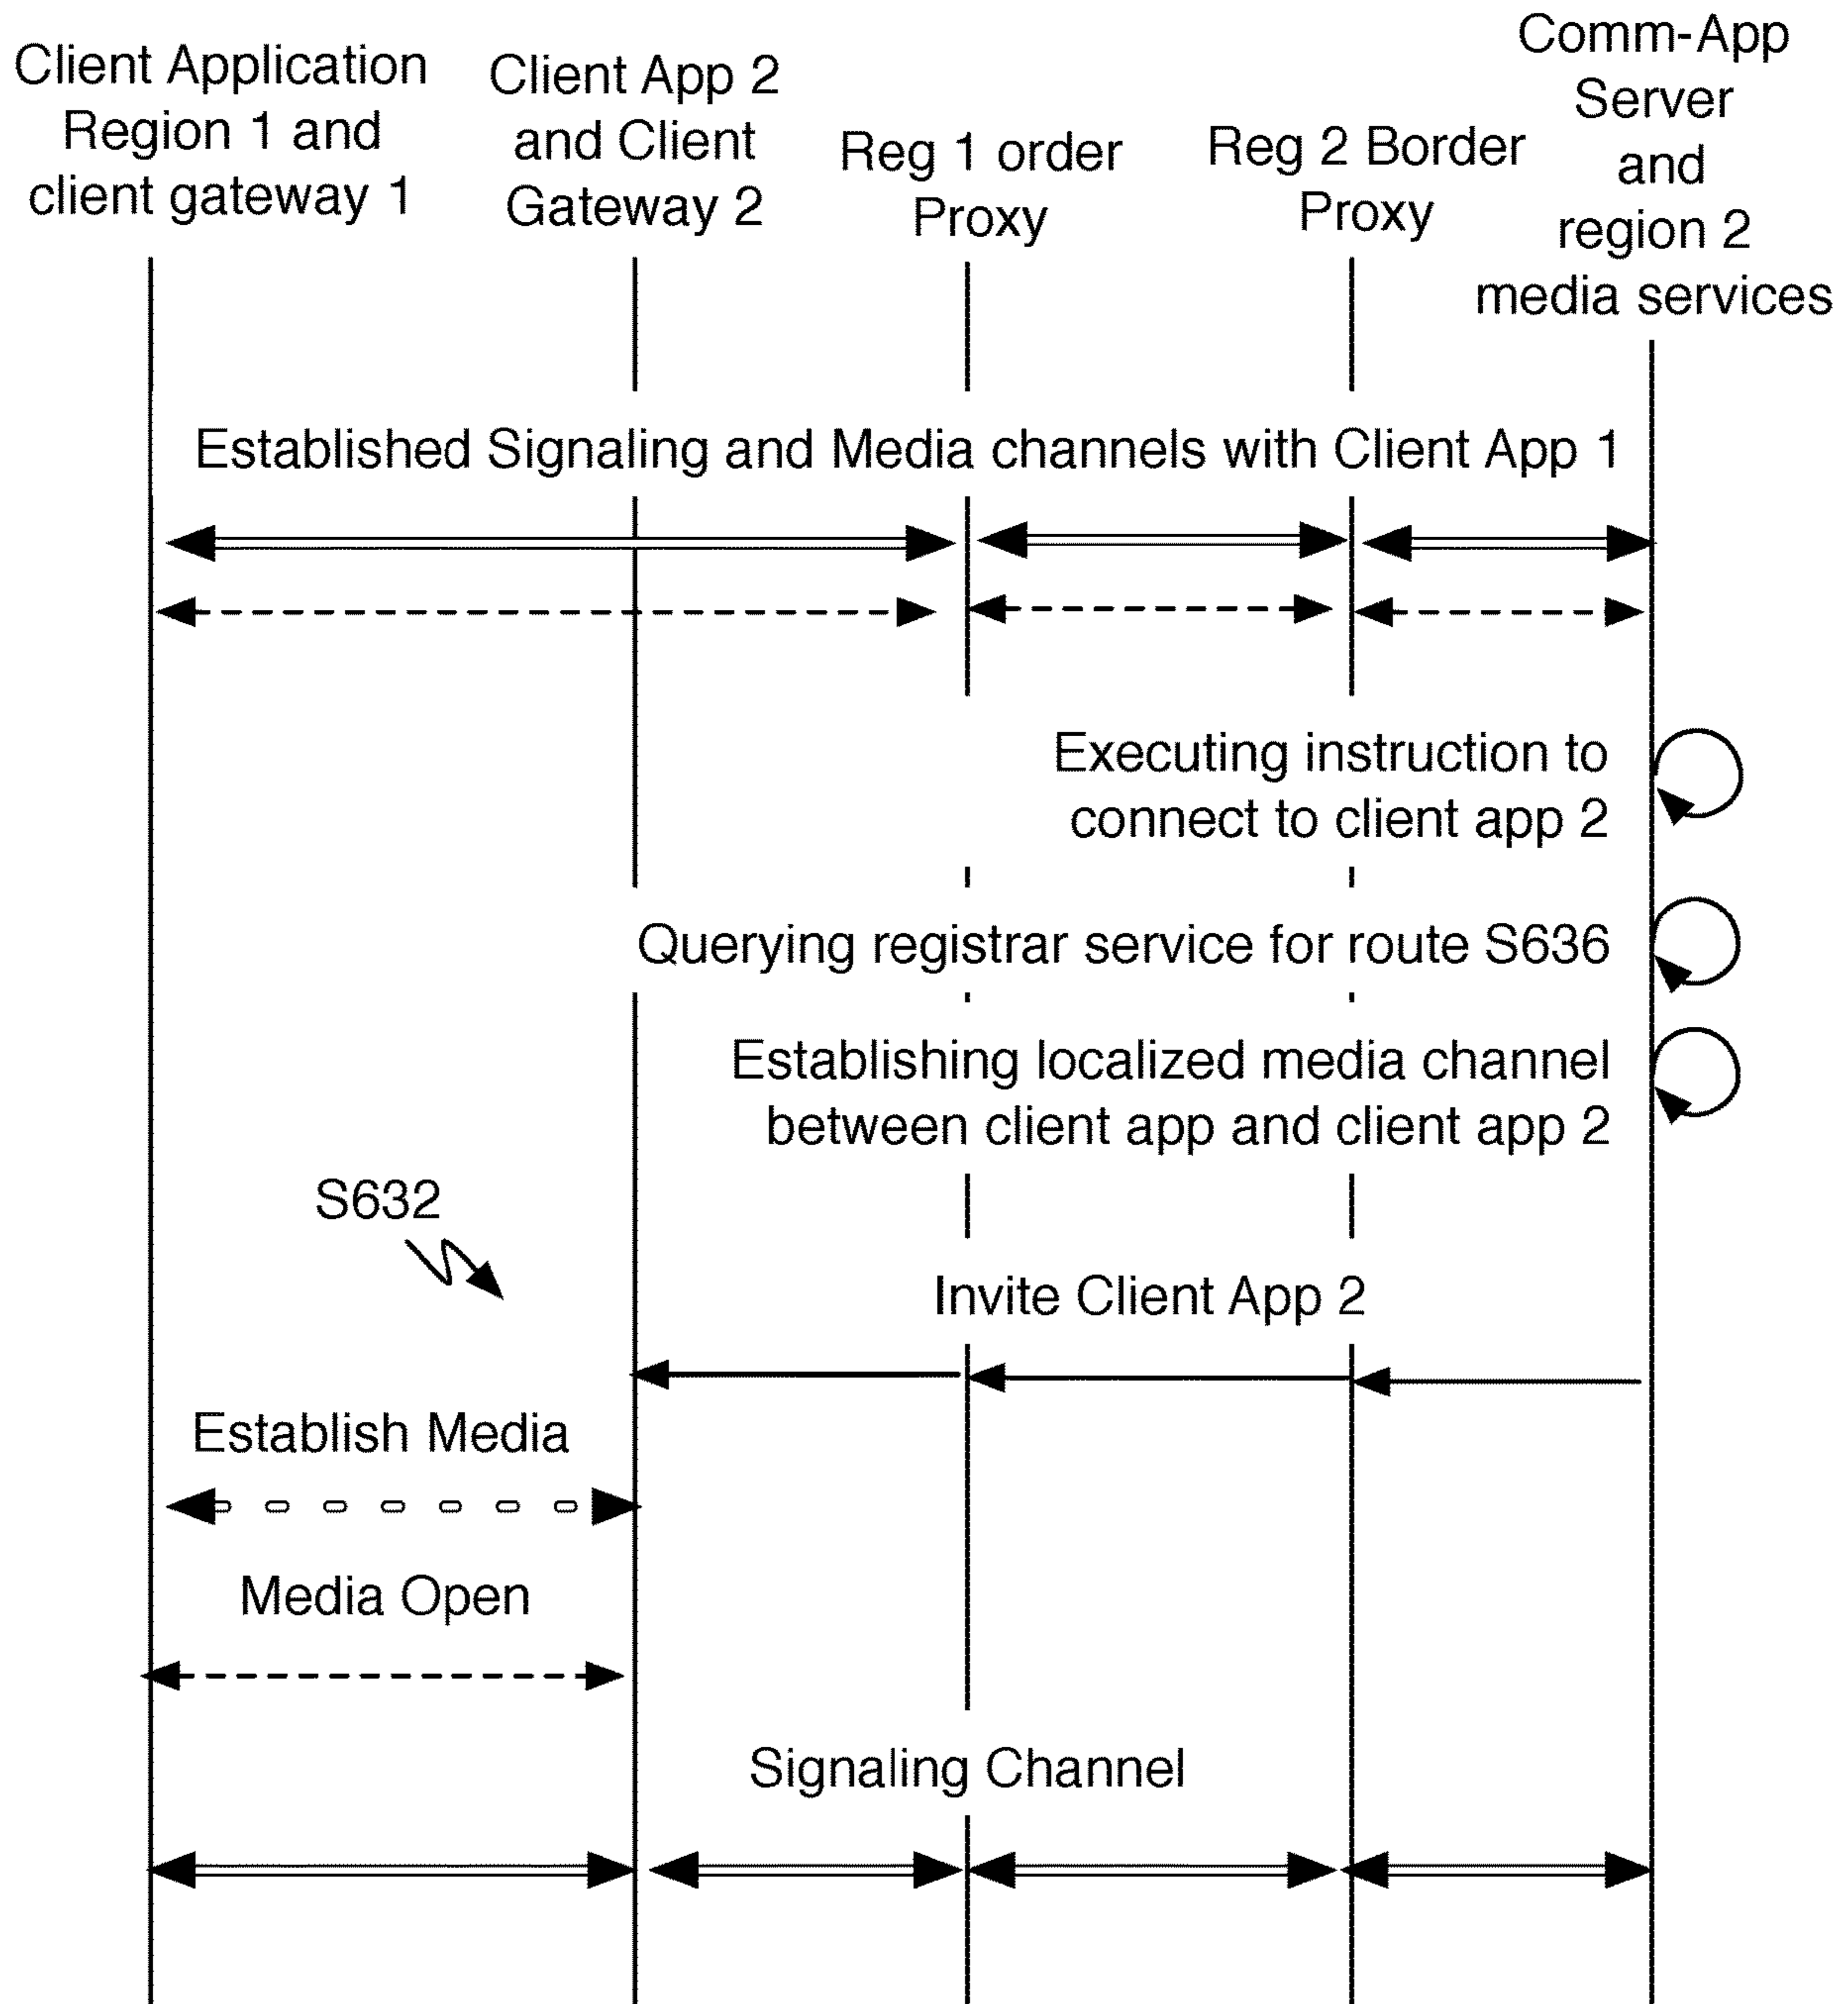 Client Application
Region 1 and
client gateway 1
Client App 2
and Client
Gateway 2
Reg 1 order
Proxy
Reg 2 Border
Proxy
Comm-App
Server
and
region 2
media services
Established Signaling and Media channels with Client App 1
Executing instruction to
connect to client app 2
Querying registrar service for route S636
Establishing localized media channel
between client app and client app 2
S632
Invite Client App 2
Establish Media
Media Open
Signaling Channel